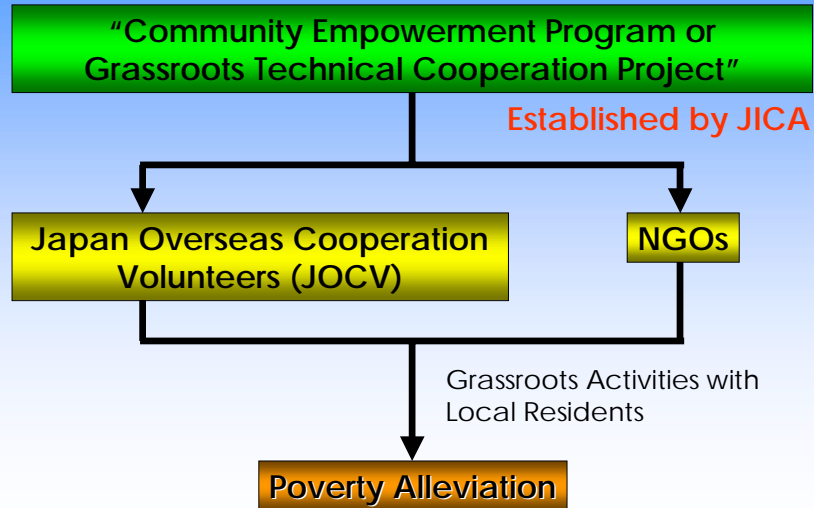 “Community Empowerment Program or
Grassroots Technical Cooperation Project”
Established by JICA
Japan Overseas Cooperation
Volunteers (JOCV)
NGOs
Grassroots Activities with
Local Residents
Poverty Alleviation